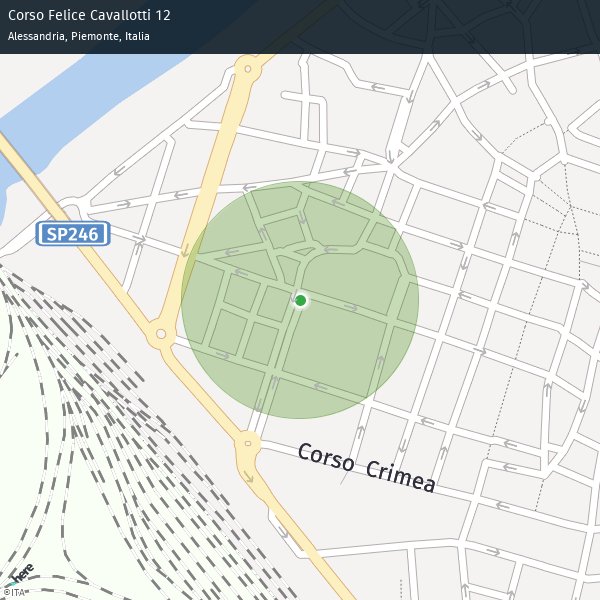 Corso Felice Cavallotti 12
Alessandria, Piemonte, Italia
SP246
Corso Crimea
here
©ITA